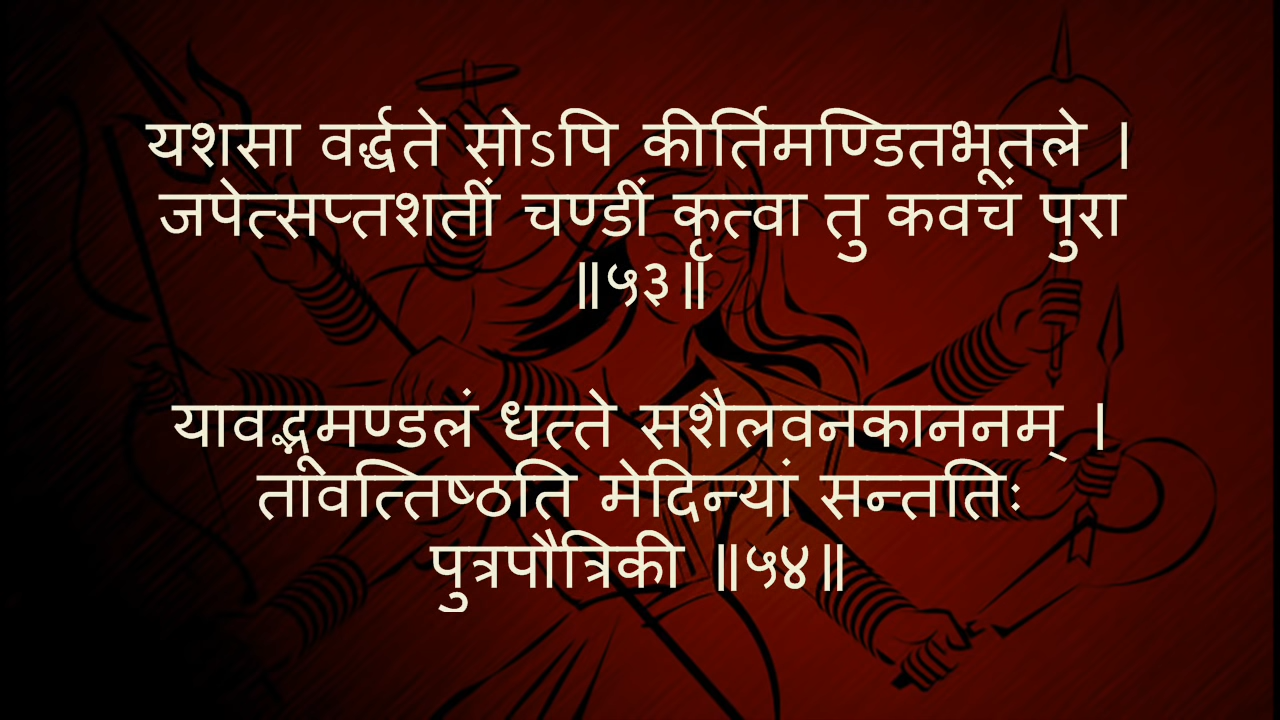 यशसा वर्द्धते सोऽपि कीर्तिमण्डितभूतले ।
जपेत्सप्तशतीं चण्डीं कृत्वा तु कवचं पुरा
॥५३॥
यावद्भूमण्डलं धत्ते सशैलवनकाननम् ।
तावत्तिष्ठति मेदिन्यां सन्ततिः
पुत्रपौत्रिकी ॥५४॥